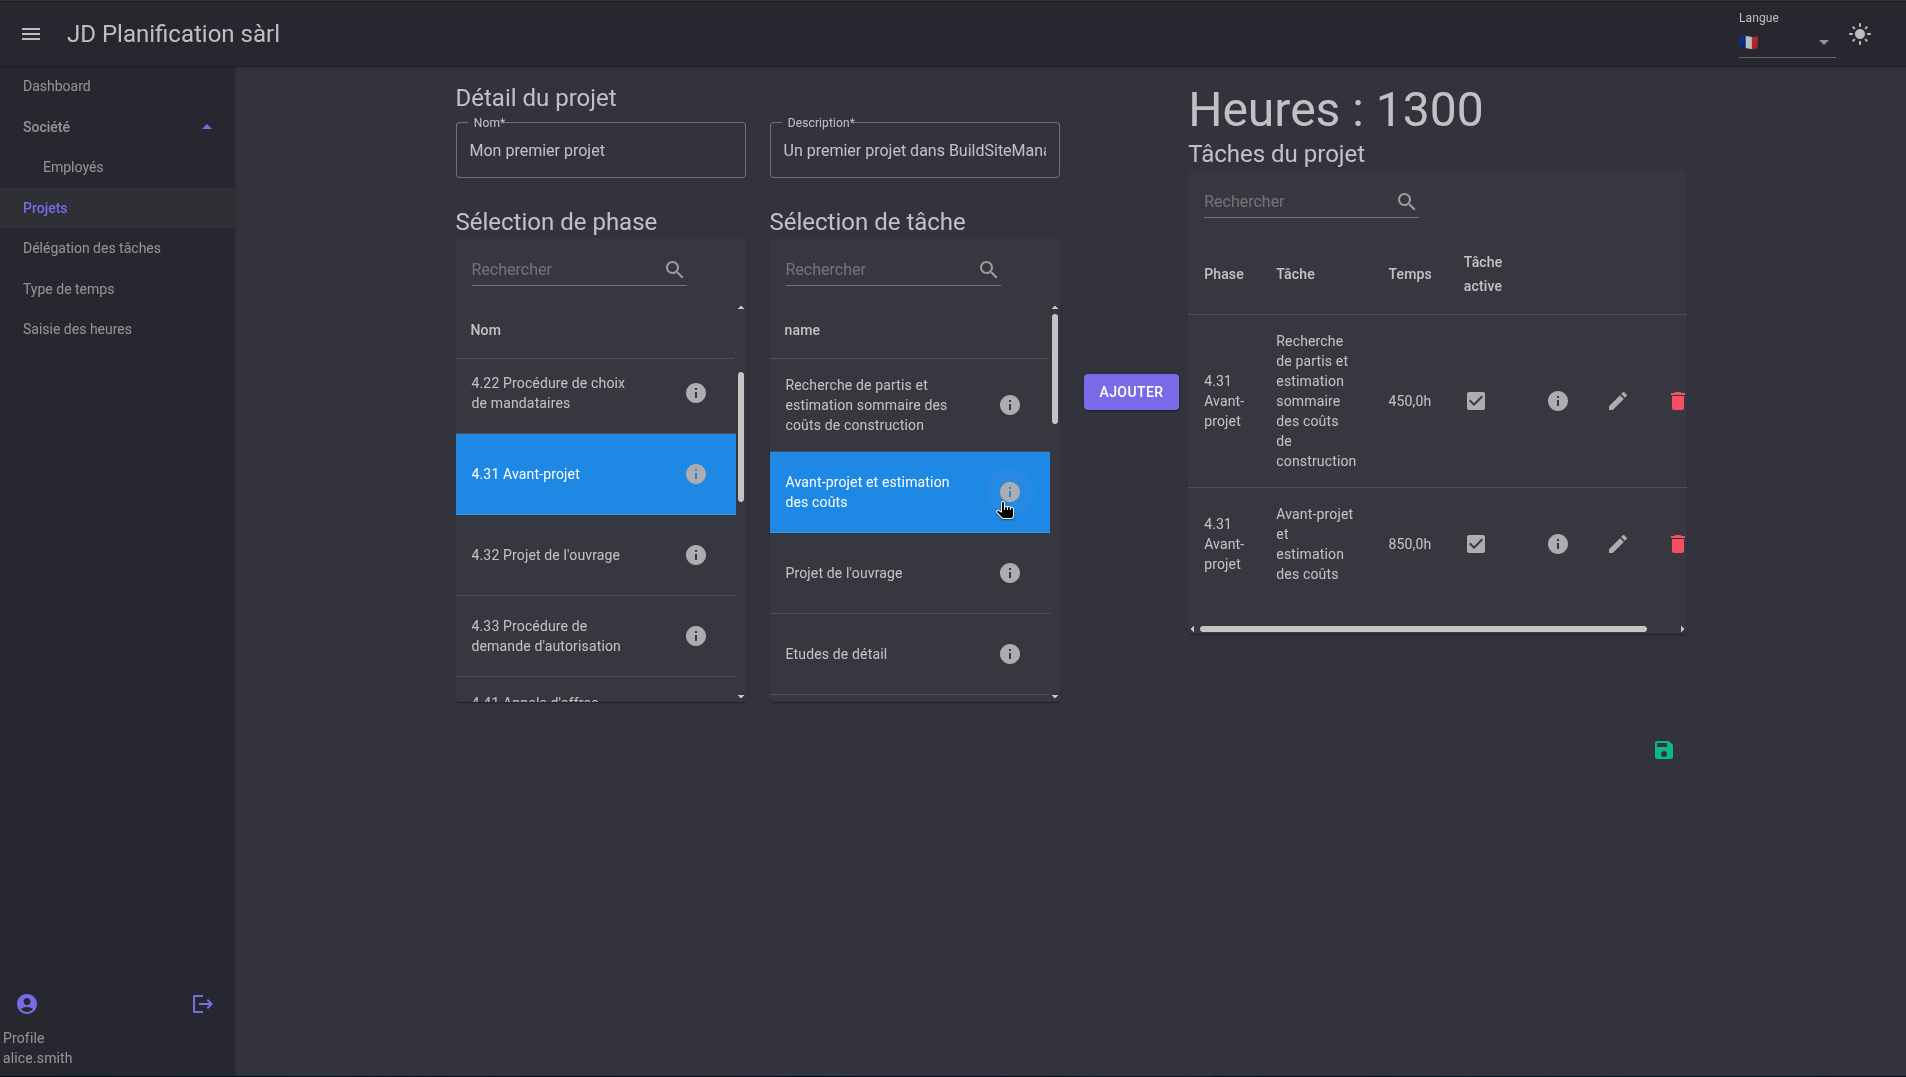 JD Planification sàrl
Langue
Dashboard
Société
Employés
Projets
Délégation des tâches
Type de temps
Saisie des heures
Profile
alice.smith
Détail du projet
Nom*
Mon premier projet
Description*
Un premier projet dans BuildSiteMana
Sélection de phase
Rechercher
Nom
4.22 Procédure de choix
de mandataires
4.31 Avant-projet
4.32 Projet de l'ouvrage
4.33 Procédure de
demande d'autorisation
4.41 Appels d'offres
Sélection de tâche
Rechercher
name
Recherche de partis et
estimation sommaire des
coûts de construction
Avant-projet et estimation
des coûts
Projet de l'ouvrage
Etudes de détail
AJOUTER
Heures : 1300
Tâches du projet
Rechercher
Phase
Tâche
Temps
Tâche
active
4.31
Avant-
projet
Recherche
de partis et
estimation
sommaire
des coûts
de
construction
450,0h
4.31
Avant-
projet
Avant-projet
et
estimation
des coûts
850,0h